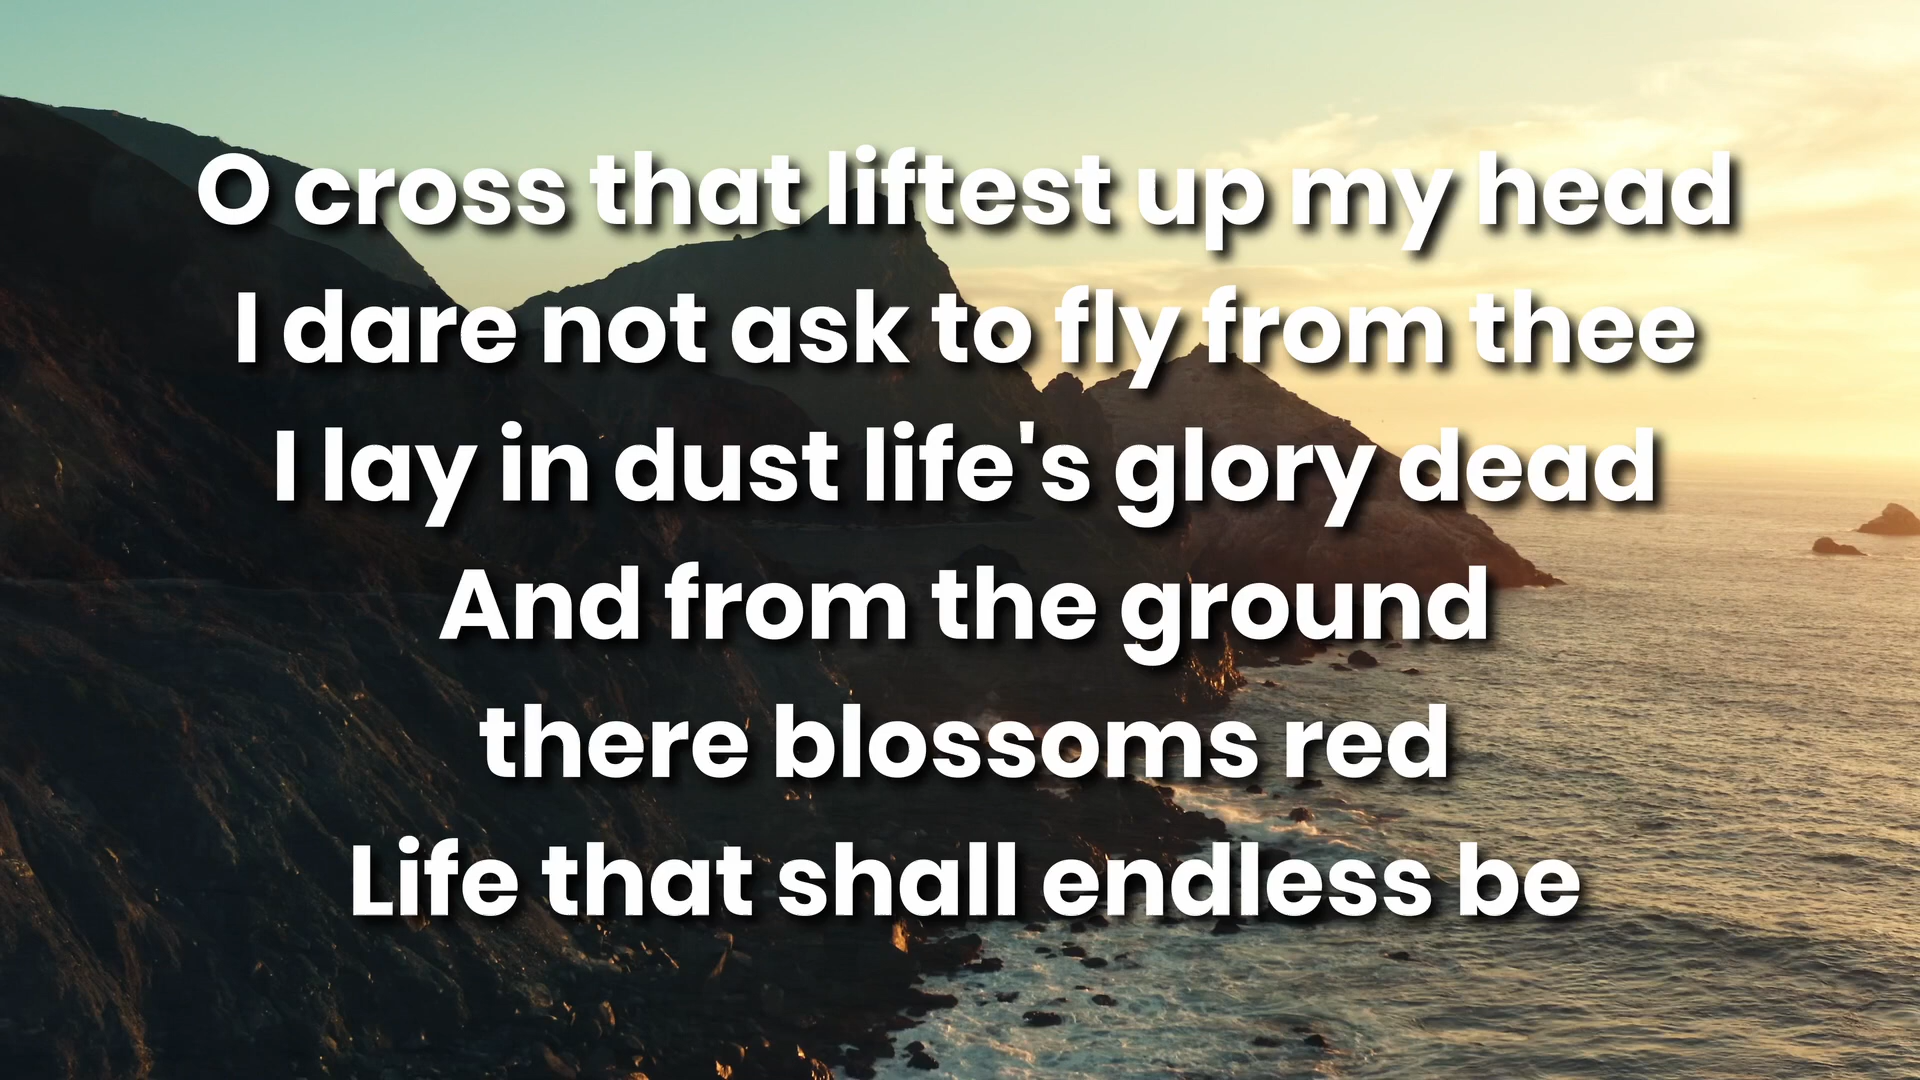 O cross that liftest up my head
I dare not ask to fly from thee
I lay in dust life's glory dead
And from the ground
there blossoms red
Life that shall endless be